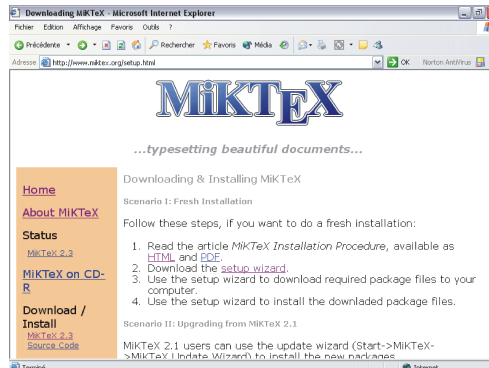 Downloading MiKTeX - Microsoft Internet Explorer
Fichier Edition Affichage Favoris Outils ?
Précédente Rechercher Favoris Média
Adresse http://www.miktex.org/setup.html OK Norton AntiVirus
MiKTEX
...typesetting beautiful documents...
Home
About MiKTeX
Status
MiKTeX 2.3
MiKTeX on CD-
R
Download /
Install
MiKTeX 2.3
Source Code
Downloading & Installing MiKTeX
Scenario I: Fresh Installation
Follow these steps, if you want to do a fresh installation:
1. Read the article MiKTeX Installation Procedure, available as
HTML and PDF.
2. Download the setup wizard.
3. Use the setup wizard to download required package files to your
computer.
4. Use the setup wizard to install the downladed package files.
Scenario II: Upgrading from MiKTeX 2.1
MiKTeX 2.1 users can use the update wizard (Start->MiKTeX-
>MiKTeX Update Wizard) to install the new packages
Terminé Internet